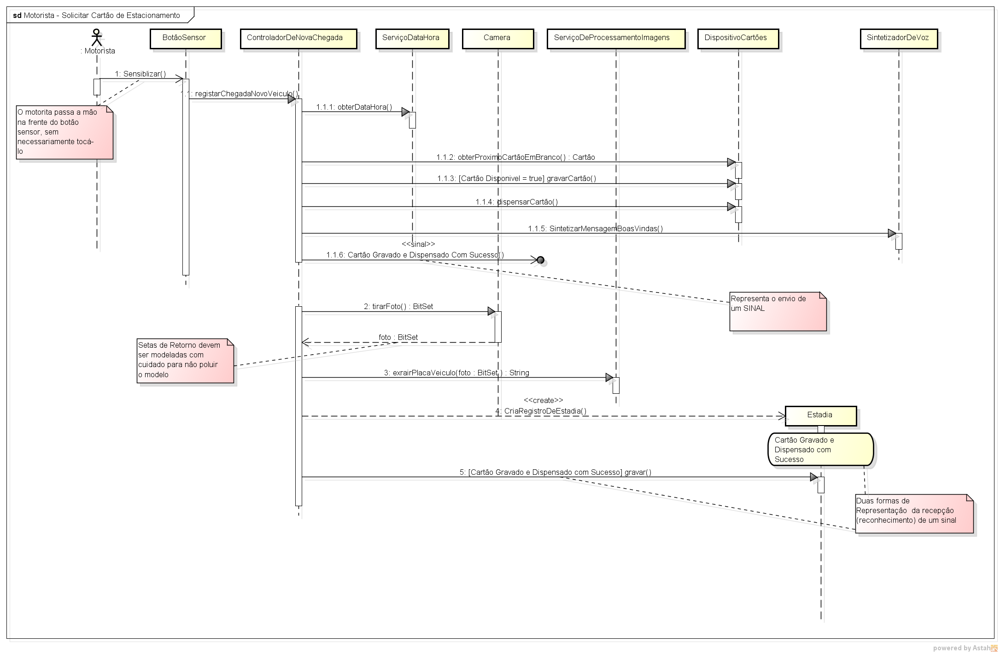 sd Motorista - Solicitar Cartão de Estacionamento
: Motorista
BotãoSensor
ControladorDeNovaChegada
ServiçoDataHora
Camera
ServiçoDeProcessamentoImagens
DispositivoCartões
SintetizadorDeVoz
1: Sensiblizar()
1.1: registarChegadaNovoVeiculo()
1.1.1: obterDataHora()
O motorita passa a mão
na frente do botão
sensor, sem
necessariamente tocá-
lo
1.1.2: obterProximoCartãoEmBranco() : Cartão
1.1.3: [Cartão Disponivel = true] gravarCartão()
1.1.4: dispensarCartão()
1.1.5: SintetizarMensagemBoasVindas()
<<sinal>>
1.1.6: Cartão Gravado e Dispensado Com Sucesso()
Representa o envio de
um SINAL
2: tirarFoto() : BitSet
foto : BitSet
Setas de Retorno devem
ser modeladas com
cuidado para não poluir
o modelo
3: exrairPlacaVeiculo(foto : BitSet ) : String
<<create>>
4: CriaRegistroDeEstadia()
Estadia
Cartão Gravado e
Dispensado com
Sucesso
5: [Cartão Gravado e Dispensado com Sucesso] gravar()
Duas formas de
Representação  da recepção
(reconhecimento) de um sinal
powered by Astah